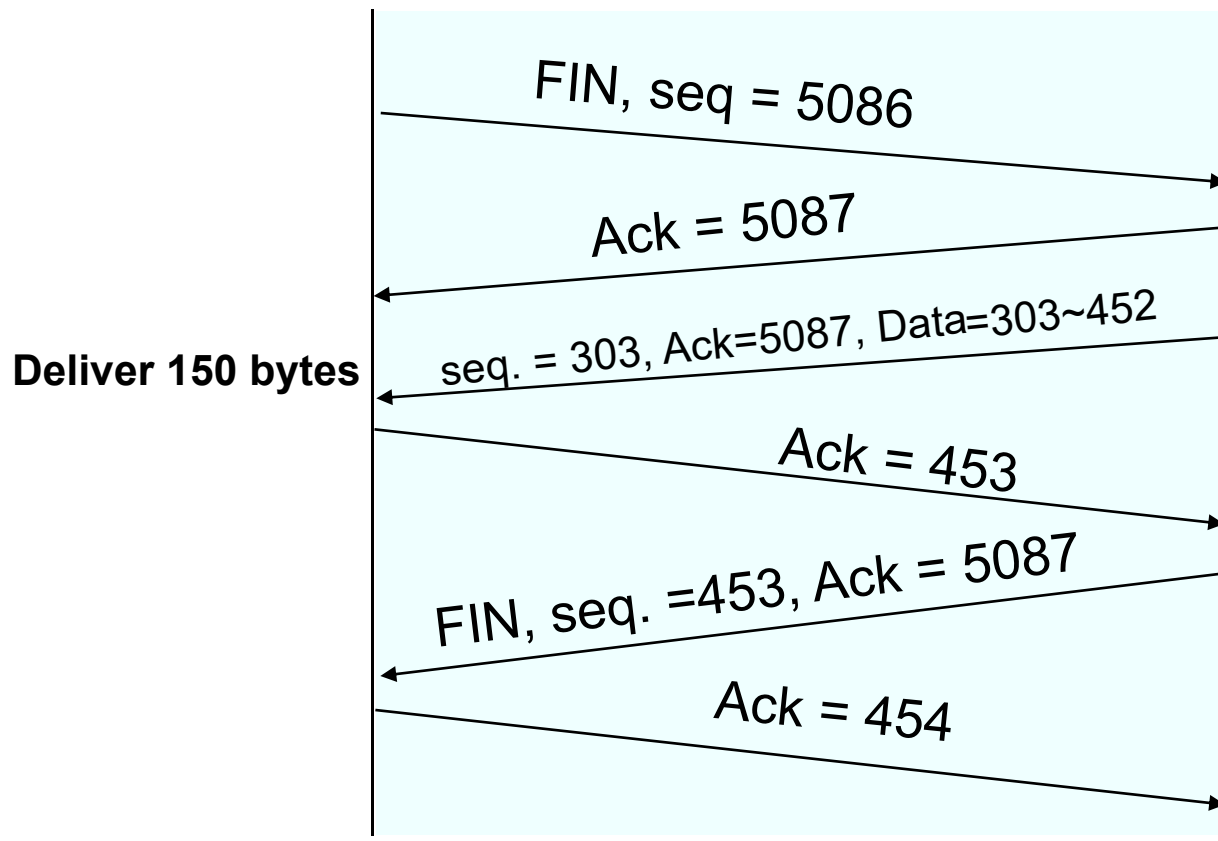 FIN, seq = 5086
Ack = 5087
seq. = 303, Ack=5087, Data=303~452
Deliver 150 bytes
Ack = 453
FIN, seq. =453, Ack = 5087
Ack = 454